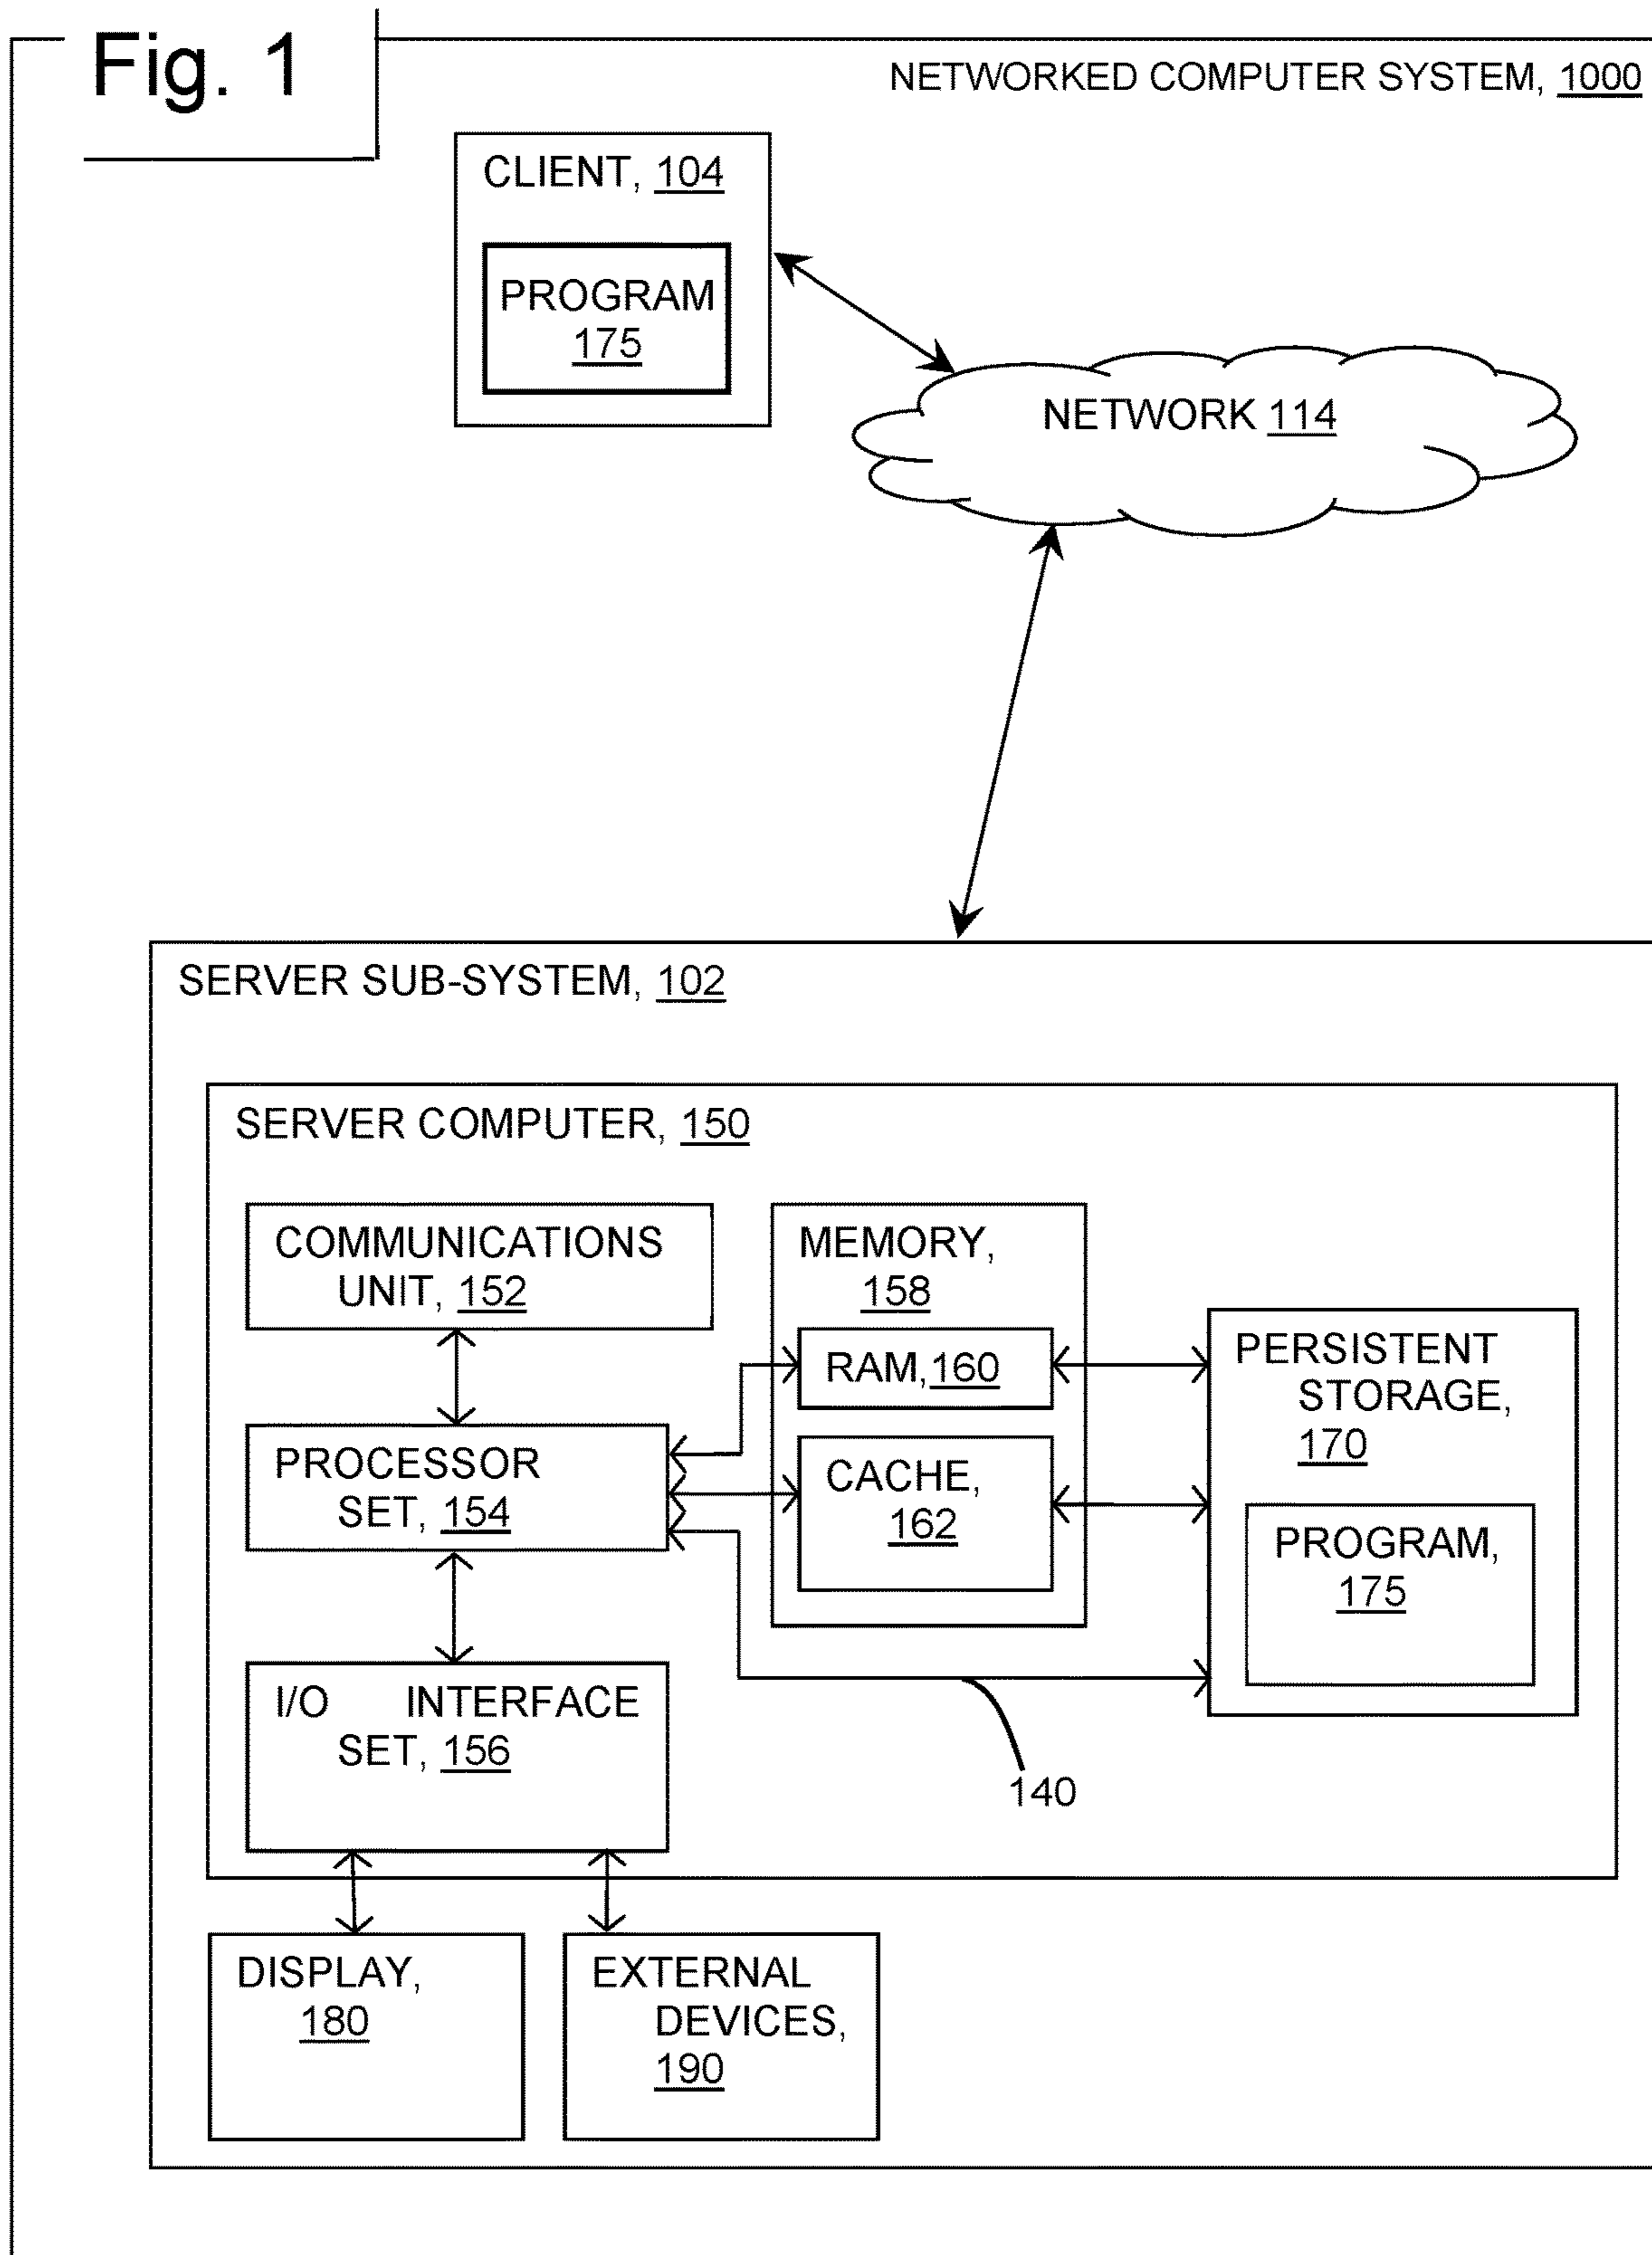 Fig. 1
NETWORKED COMPUTER SYSTEM, 1000
CLIENT, 104
PROGRAM
175
NETWORK 114
SERVER SUB-SYSTEM, 102
SERVER COMPUTER, 150
COMMUNICATIONS
UNIT, 152
MEMORY,
158
RAM, 160
PERSISTENT
STORAGE,
170
PROCESSOR
SET, 154
CACHE,
162
PROGRAM,
175
I/O INTERFACE
SET, 156
140
DISPLAY,
180
EXTERNAL
DEVICES,
190